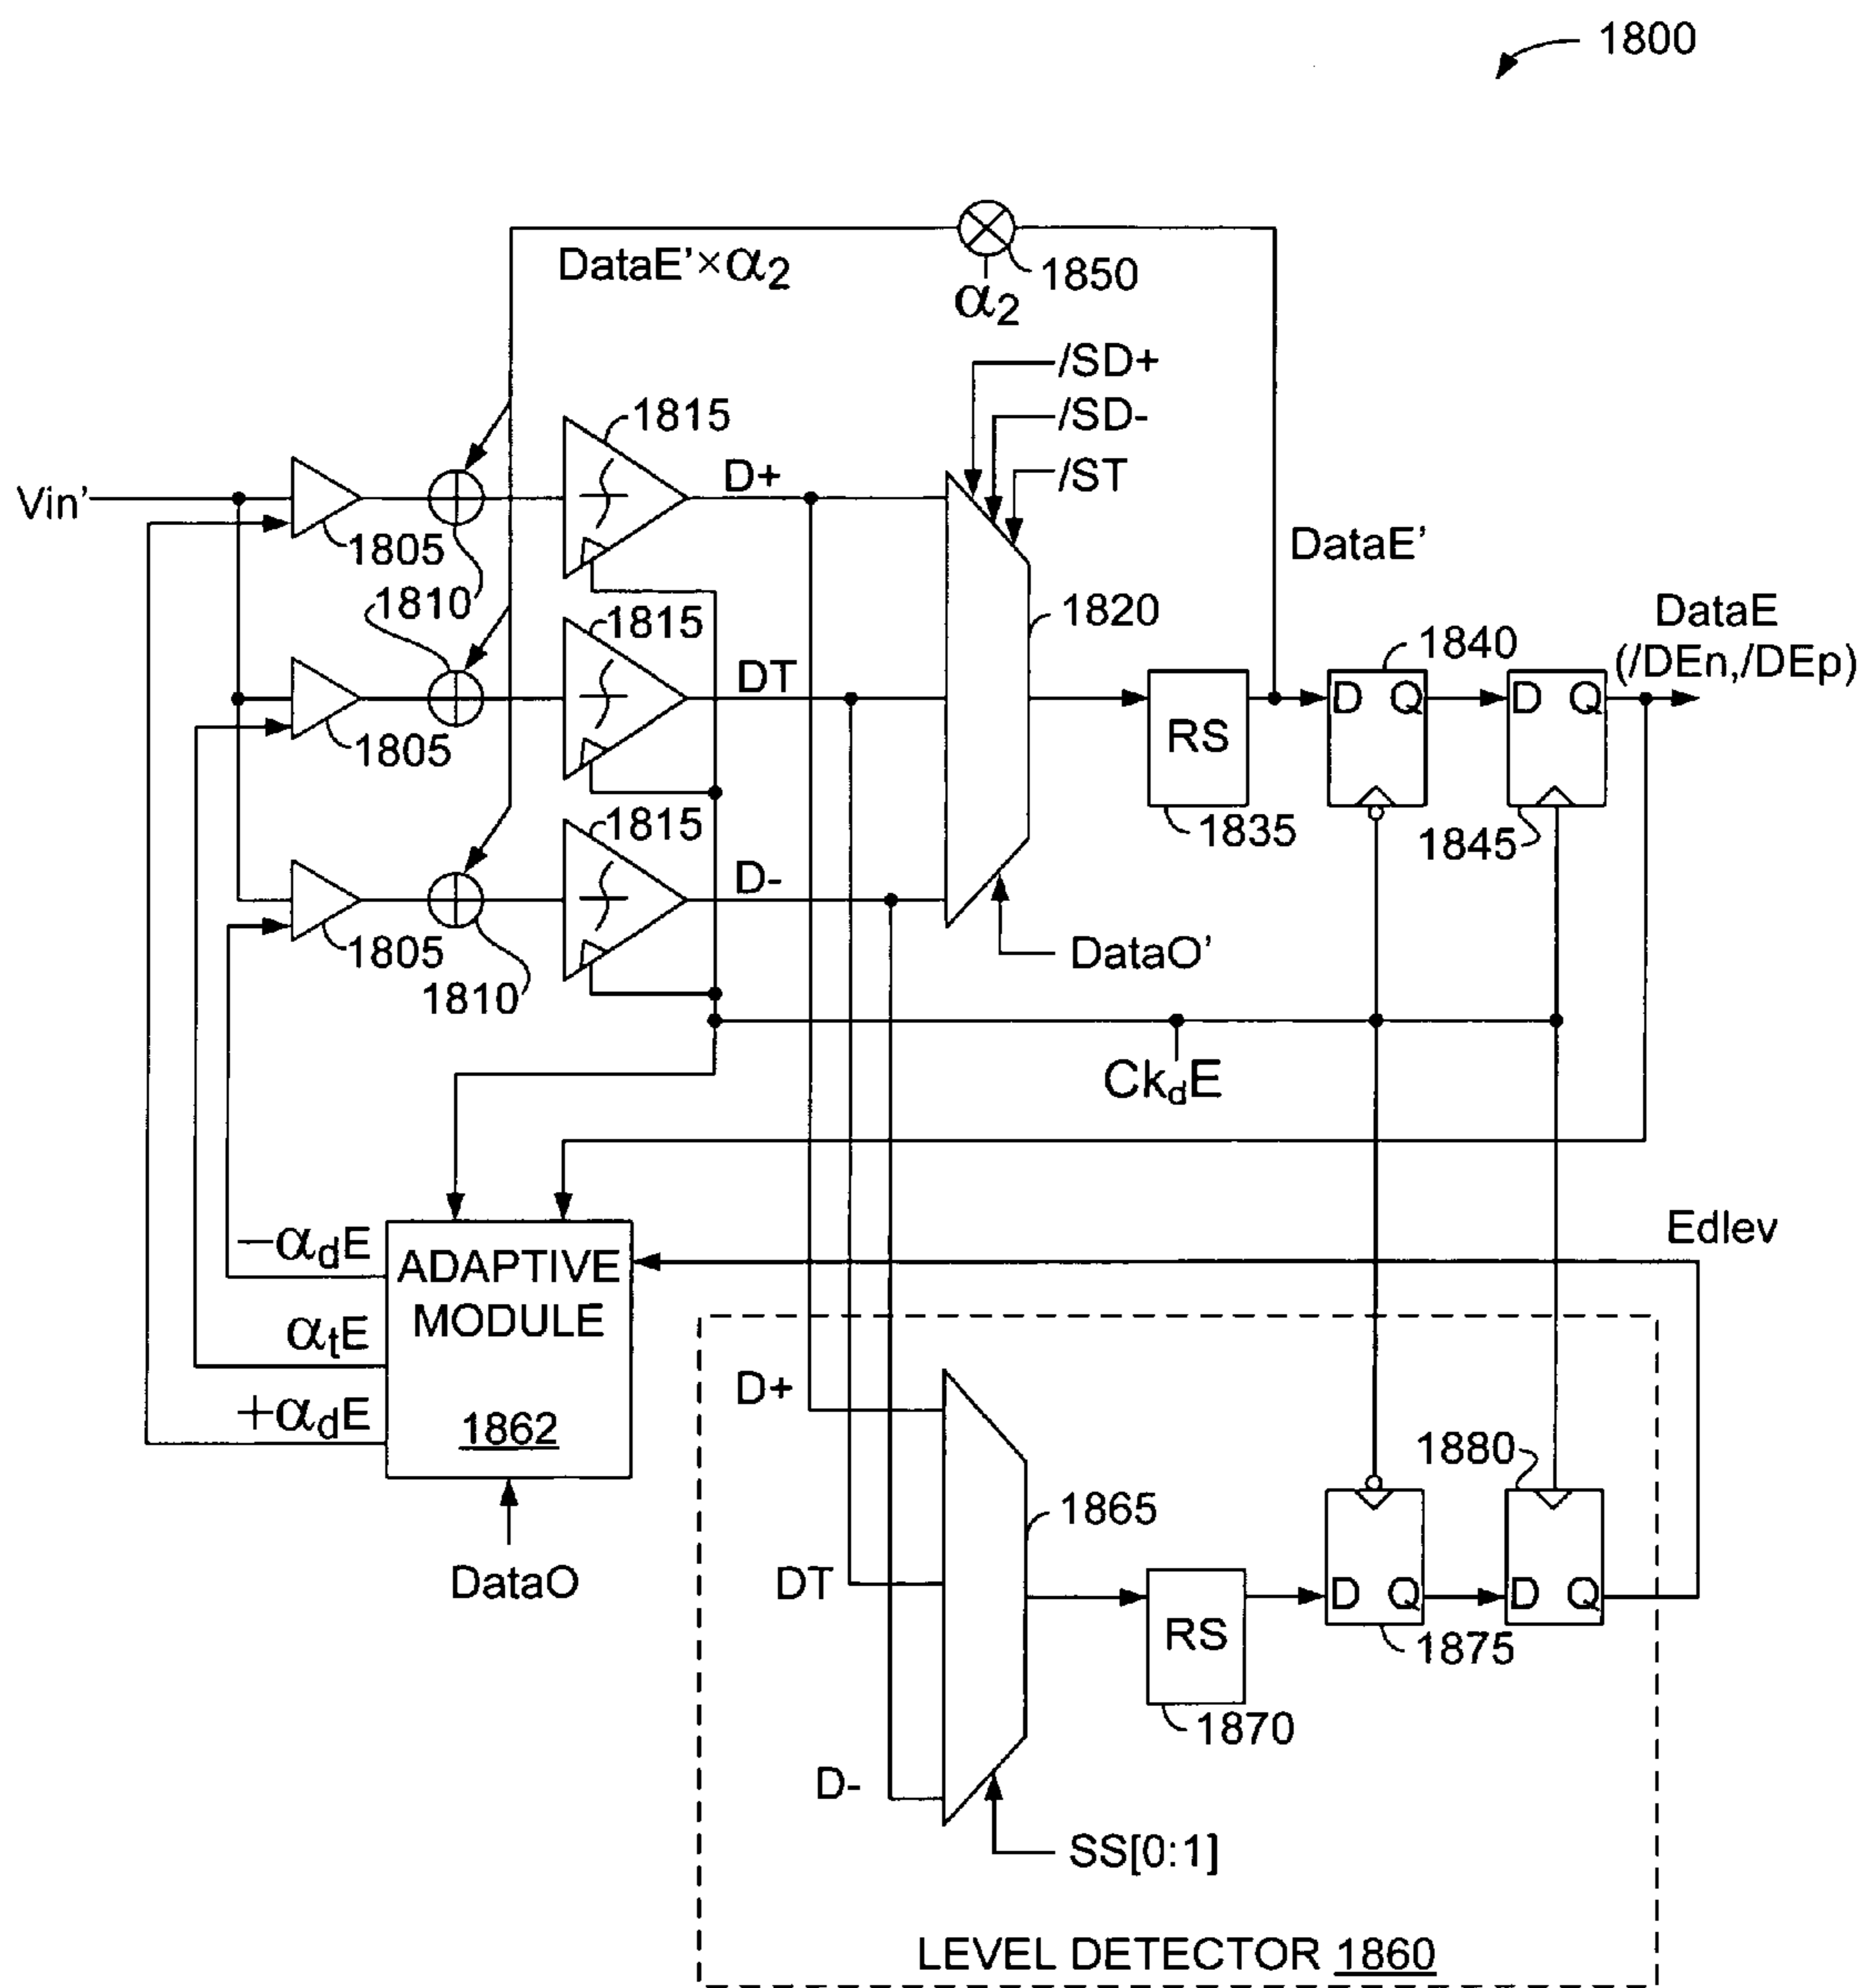 1800
DataE'×α2
1850
α2
/SD+
/SD-
/ST
1815
D+
Vin'
1805
DataE'
1810
1815
1820
DataE
(/DEn,/DEp)
1840
DT
D Q
D Q
RS
1805
1815
1835
1845
D-
1805
1810
DataO'
CkdE
Edlev
−αdE
ADAPTIVE
MODULE
αtE
D+
+αdE
1862
1880
1865
DataO
DT
D Q
D Q
RS
1875
1870
D-
SS[0:1]
LEVEL DETECTOR 1860